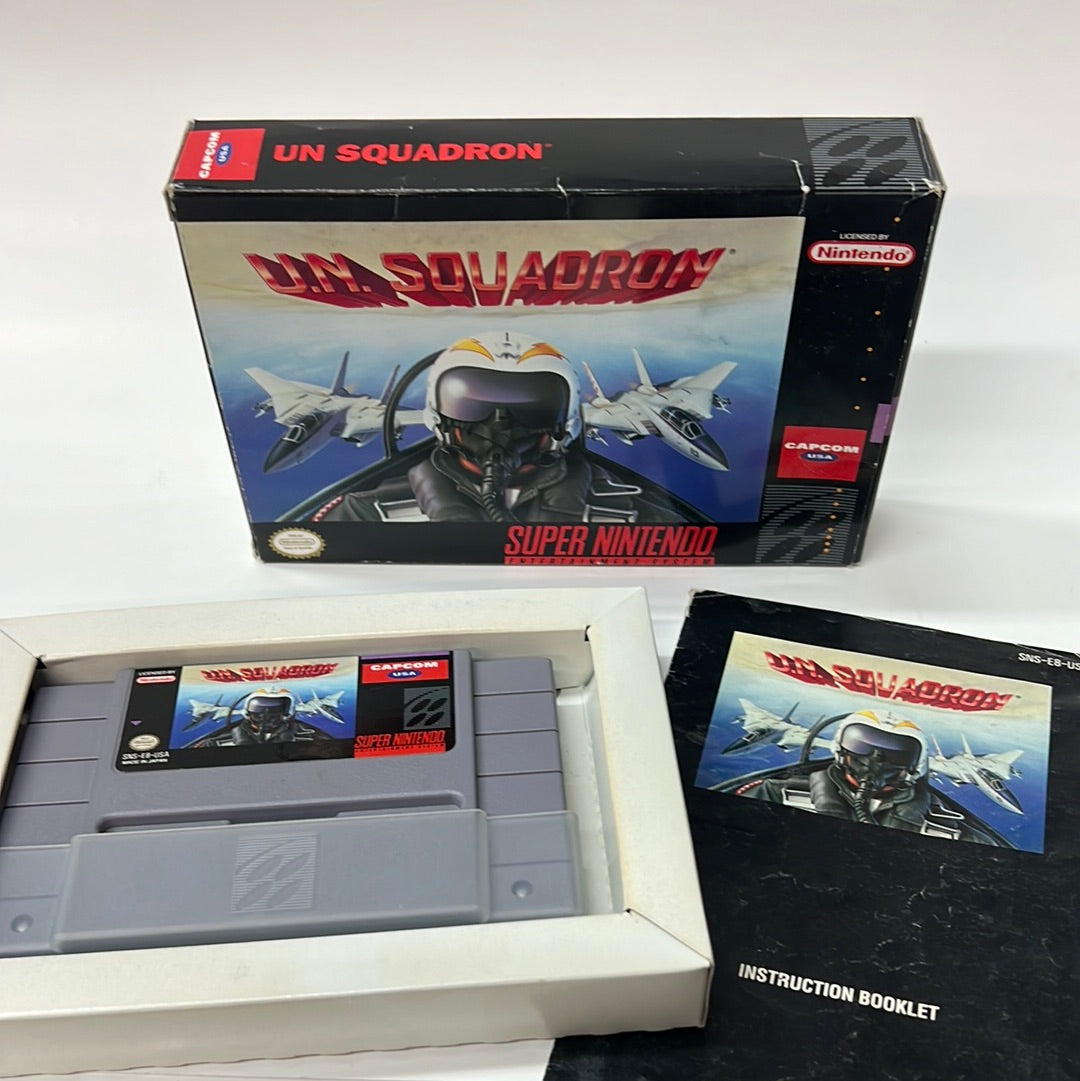 CAPCOM
USA
UN SQUADRON
U.N. SQUADRON
LICENSED BY
Nintendo
CAPCOM
USA
SUPER NINTENDO
ENTERTAINMENT SYSTEM
Nintendo
LICENSED BY
Nintendo
U.N. SQUADRON
CAPCOM
USA
SNS-E8-USA
MADE IN JAPAN
SUPER NINTENDO
ENTERTAINMENT SYSTEM
SNS-E8-US
U.N. SQUADRON
INSTRUCTION BOOKLET